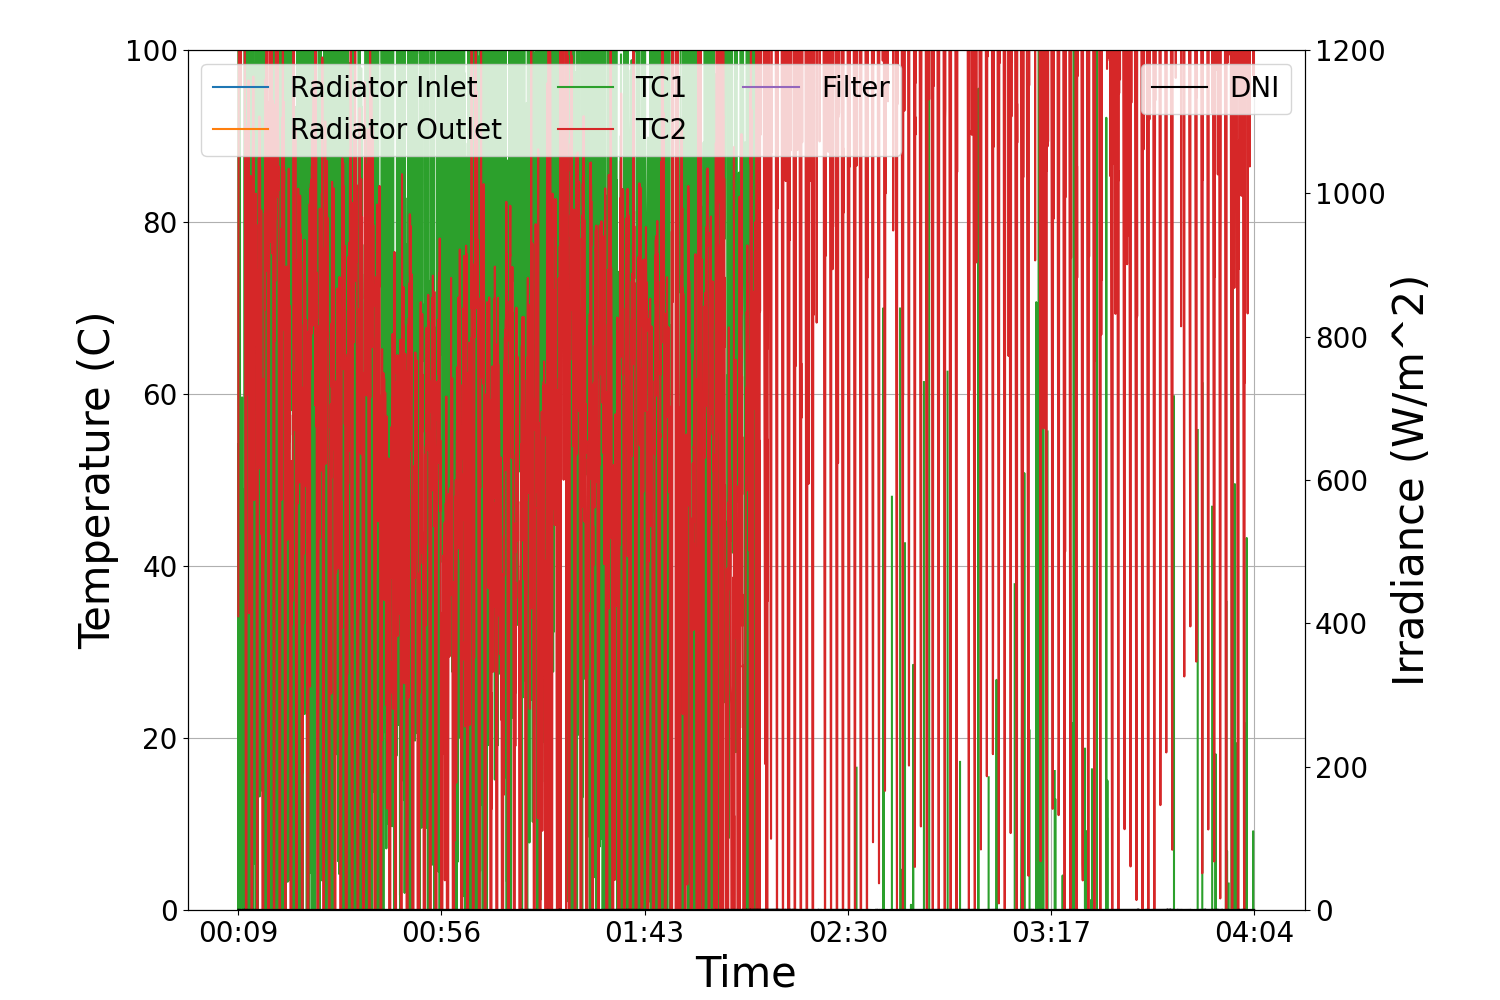 Radiator Inlet
Radiator Outlet
TC1
TC2
Filter
DNI
Temperature (C)
100
80
60
40
20
0
1200
1000
800
600
400
200
0
Irradiance (W/m^2)
00:09
00:56
01:43
02:30
03:17
04:04
Time